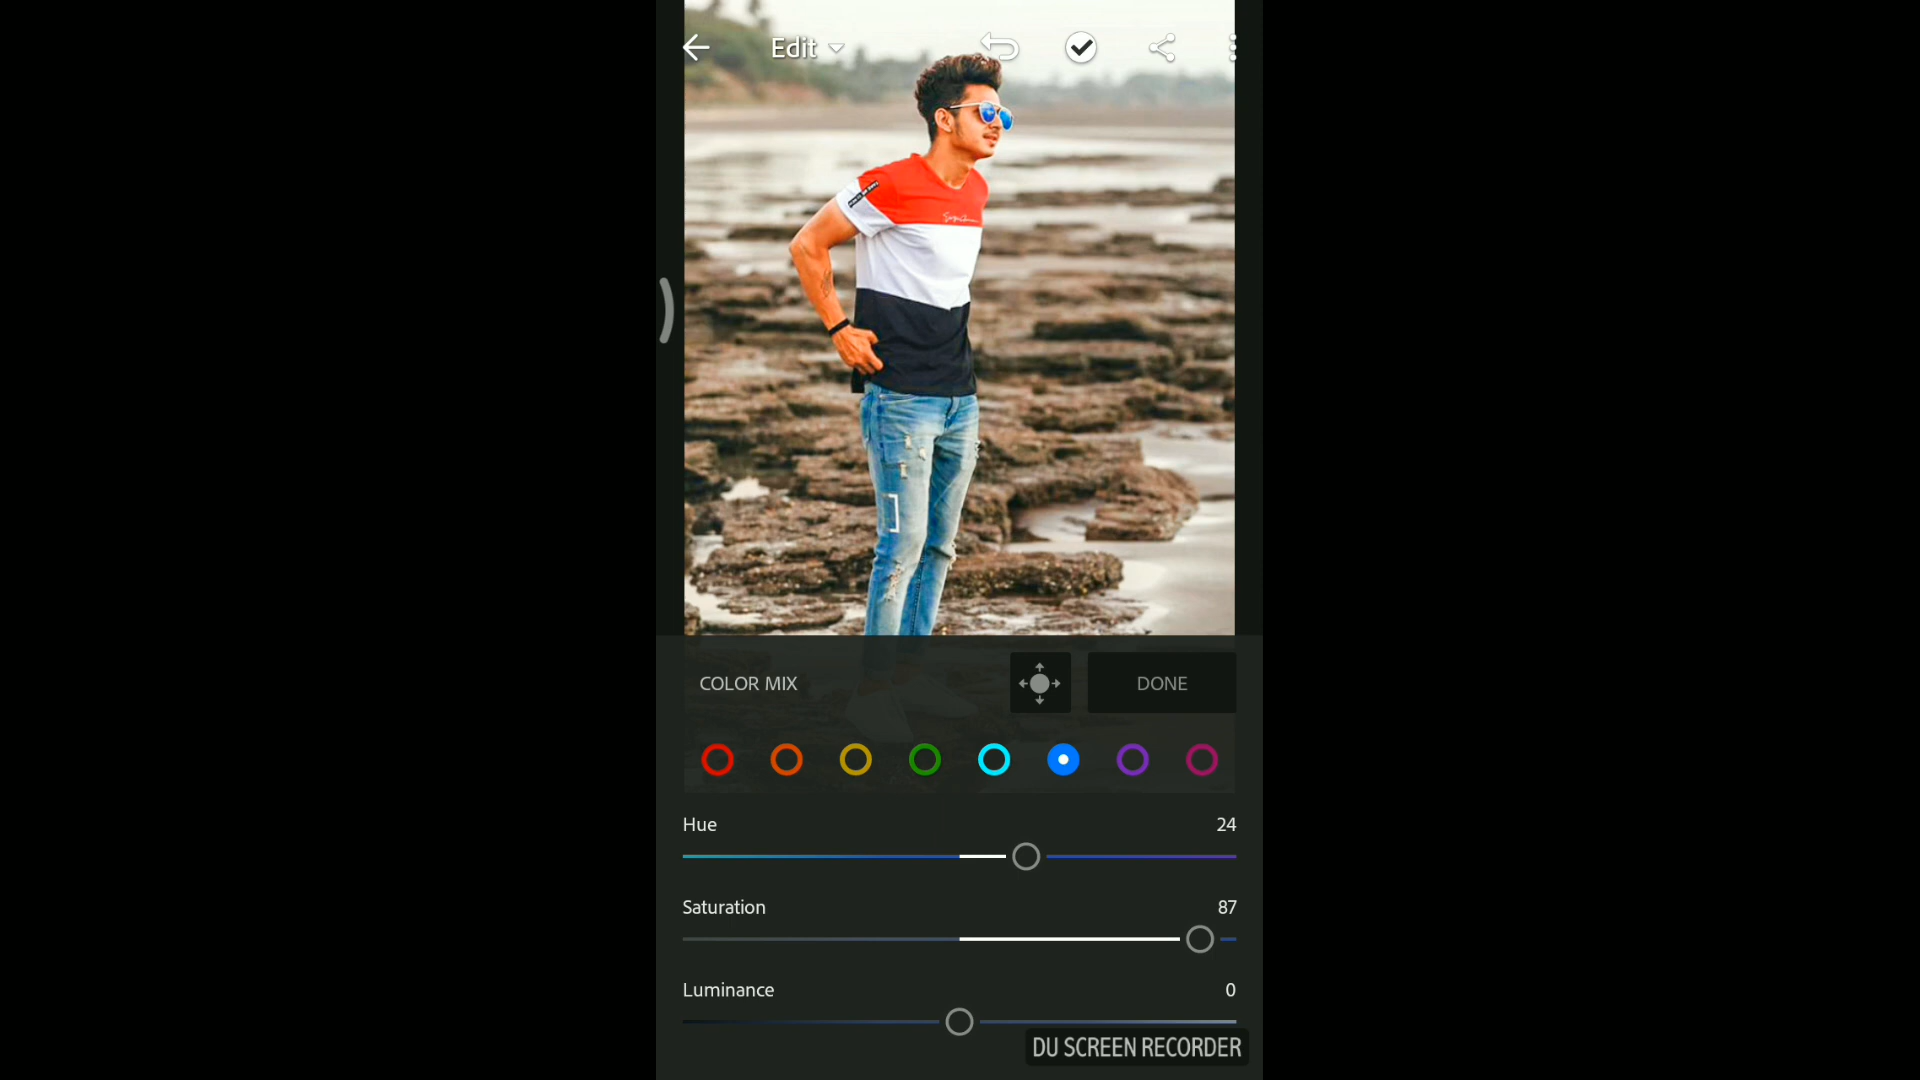 Edit
COLOR MIX
DONE
Hue 24
Saturation 87
Luminance 0
DU SCREEN RECORDER